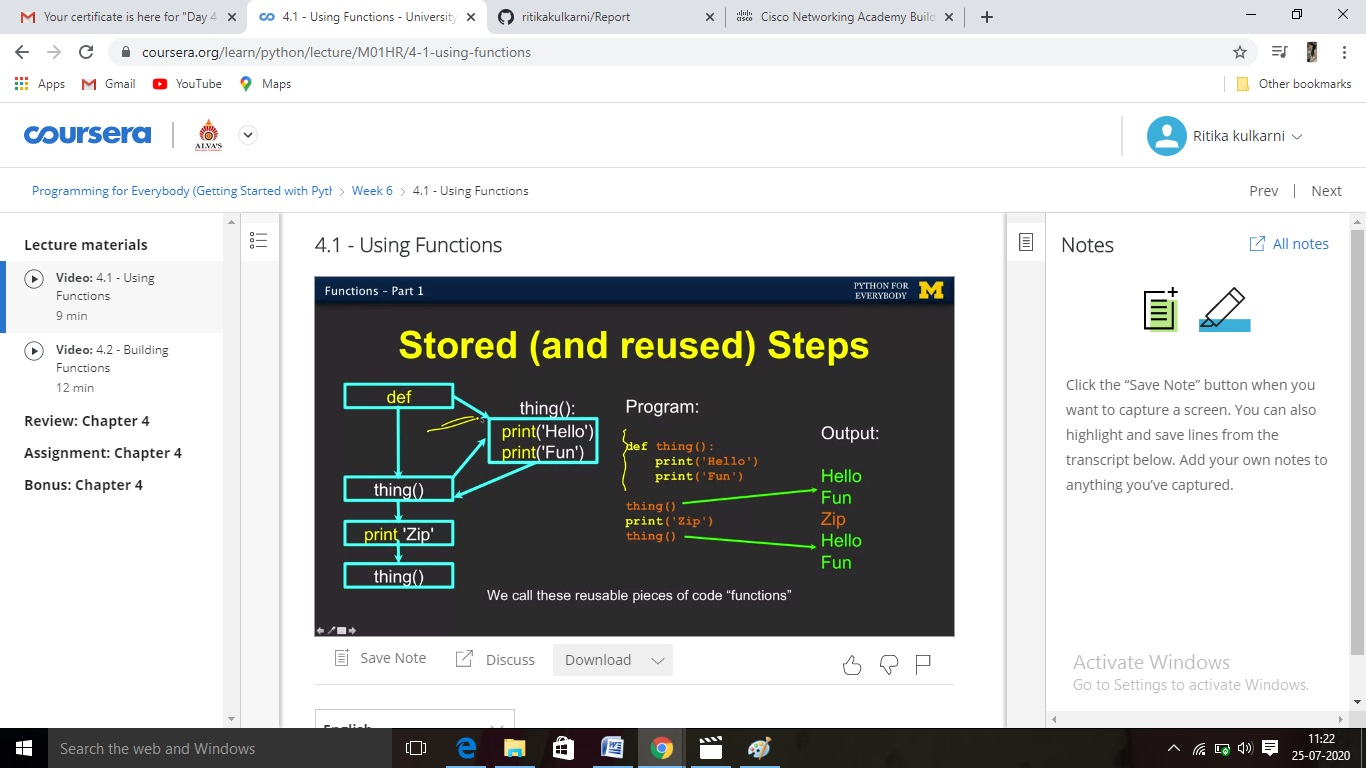 Your certificate is here for "Day 4
4.1 - Using Functions - University
ritikakulkarni/Report
Cisco Networking Academy Build
coursera.org/learn/python/lecture/M01HR/4-1-using-functions
Apps
Gmail
YouTube
Maps
Other bookmarks
coursera
ALVA'S
Ritika kulkarni
Programming for Everybody (Getting Started with Pyth
Week 6
4.1 - Using Functions
Prev
Next
Lecture materials
Video: 4.1 - Using
Functions
9 min
Video: 4.2 - Building
Functions
12 min
Review: Chapter 4
Assignment: Chapter 4
Bonus: Chapter 4
4.1 - Using Functions
Functions – Part 1
PYTHON FOR
EVERYBODY
M
Stored (and reused) Steps
def
thing()
print 'Zip'
thing()
thing():
print('Hello')
print('Fun')
Program:
def thing():
print('Hello')
print('Fun')
thing()
print('Zip')
thing()
Output:
Hello
Fun
Zip
Hello
Fun
We call these reusable pieces of code “functions”
Save Note
Discuss
Download
English
Notes
All notes
Click the “Save Note” button when you
want to capture a screen. You can also
highlight and save lines from the
transcript below. Add your own notes to
anything you’ve captured.
Activate Windows
Go to Settings to activate Windows.
Search the web and Windows
11:22
25-07-2020